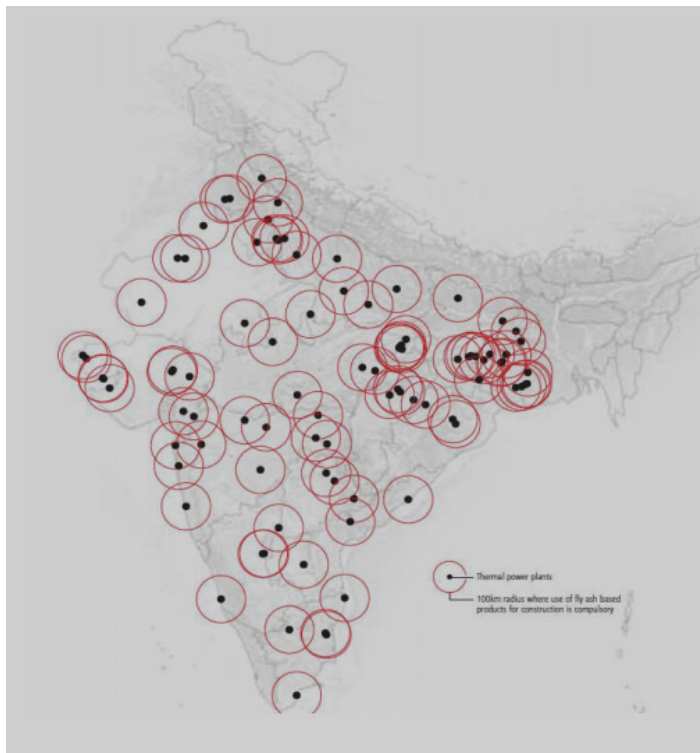 Thermal power plants
100km radius where use of fly ash based
products for construction is compulsory